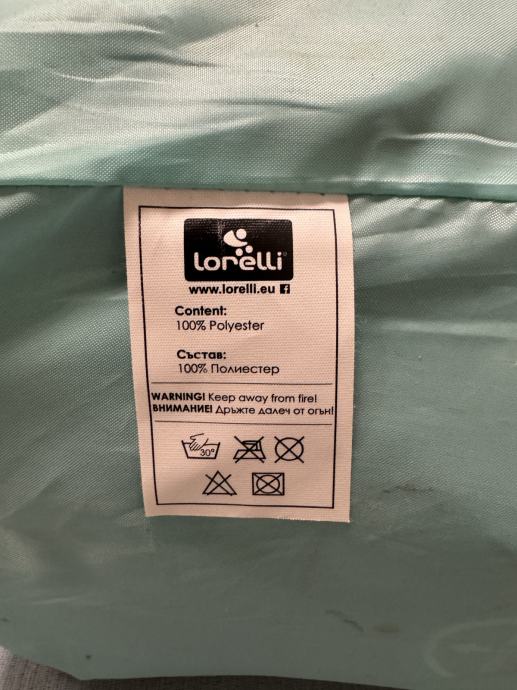 lorelli
www.lorelli.eu
Content:
100% Polyester
Състав:
100% Полиестер
WARNING! Keep away from fire!
ВНИМАНИЕ! Дръжте далеч от огън!
30°